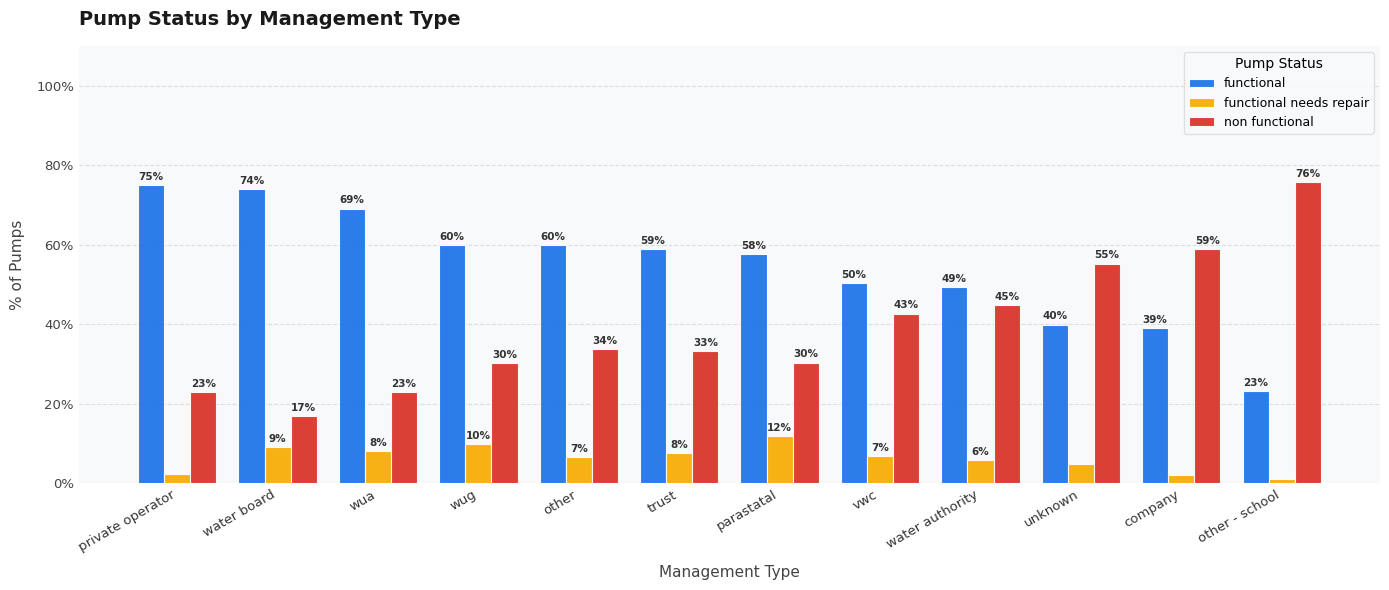 Pump Status by Management Type
Pump Status
functional
functional needs repair
non functional
% of Pumps
100%
80%
60%
40%
20%
0%
75% 23%
74% 9% 17%
69% 8% 23%
60% 10% 30%
60% 7% 34%
59% 8% 33%
58% 12% 30%
50% 7% 43%
49% 6% 45%
40% 55%
39% 59%
23% 76%
private operator
water board
wua
wug
other
trust
parastatal
vwc
water authority
unknown
company
other - school
Management Type